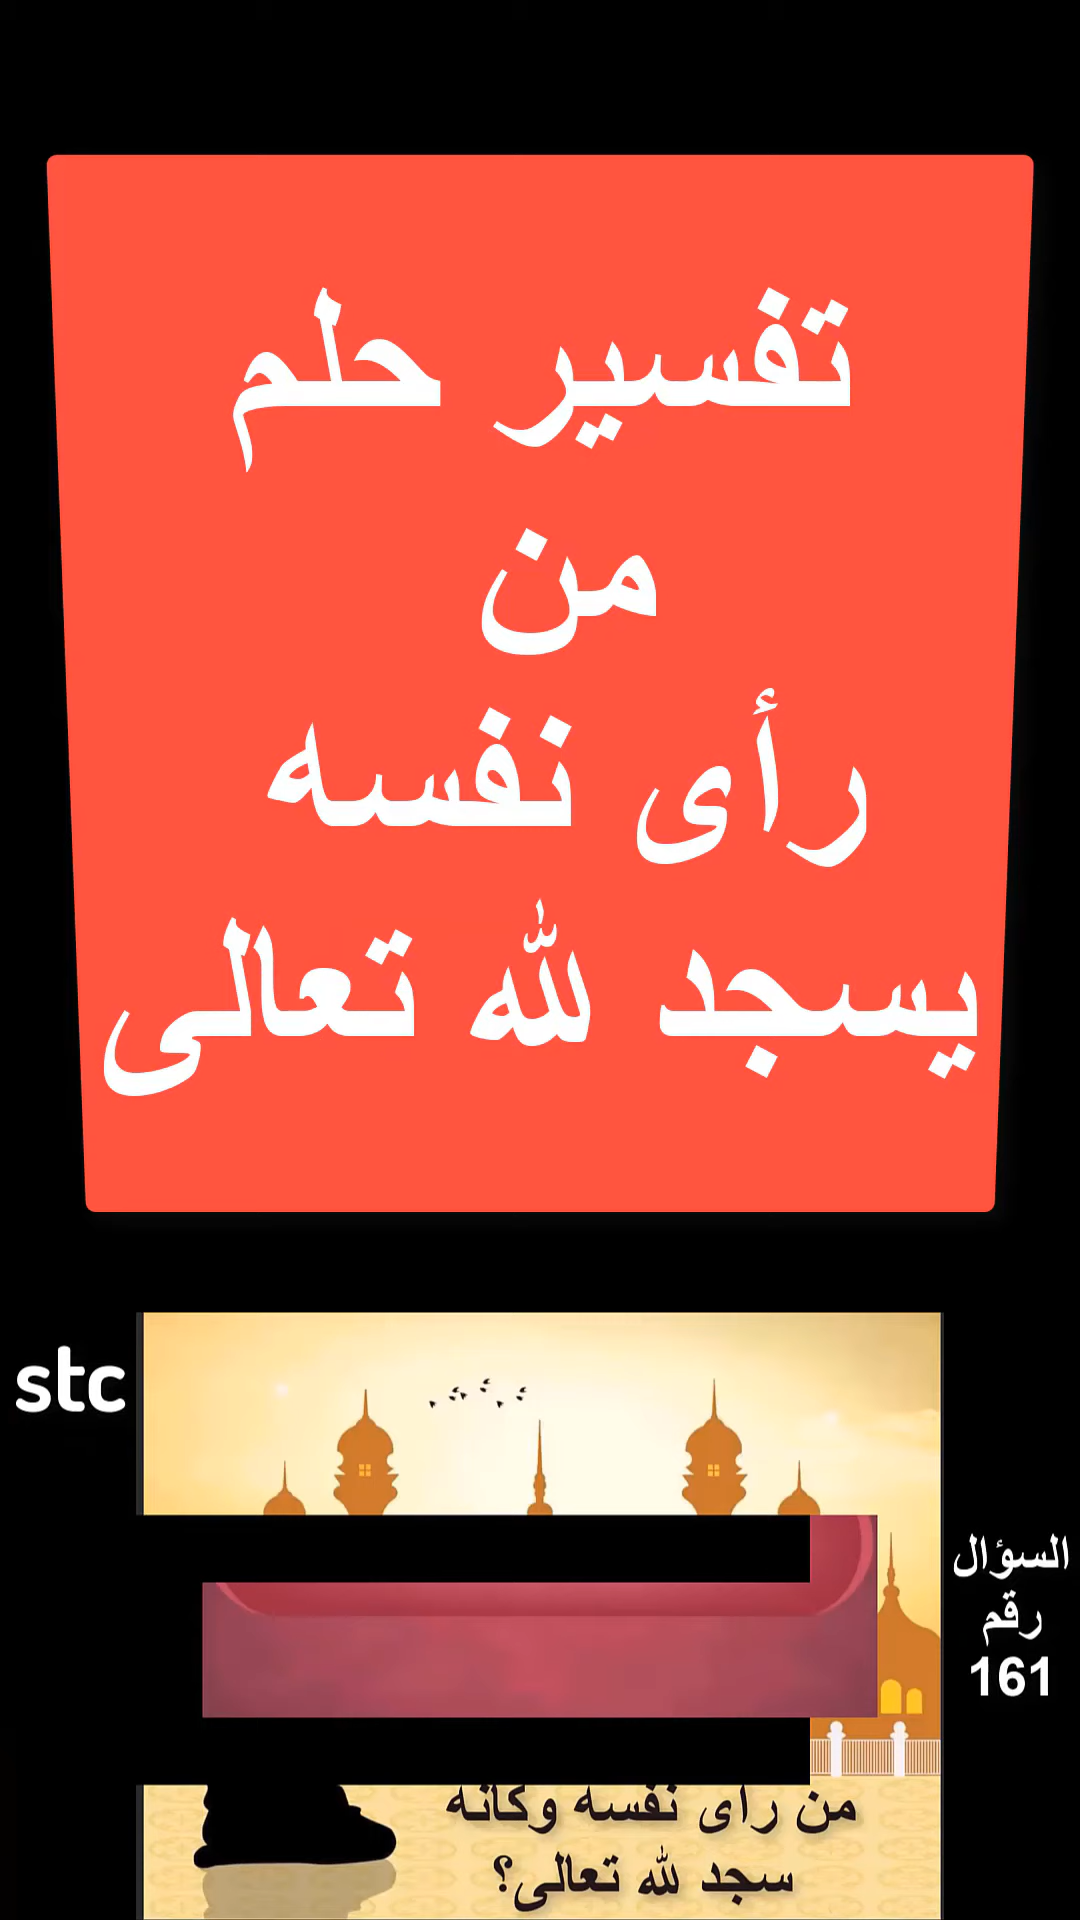 تفسير حلم
من
رأى نفسه
يسجد لله تعالى
stc
السؤال
رقم
161
من رأى نفسه وكأنه
سجد لله تعالى؟